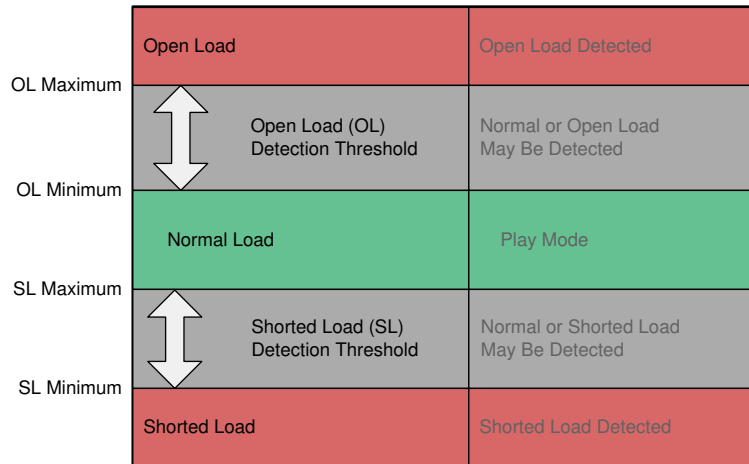 Open Load
Open Load Detected
OL Maximum
Open Load (OL)
Detection Threshold
Normal or Open Load
May Be Detected
OL Minimum
Normal Load
Play Mode
SL Maximum
Shorted Load (SL)
Detection Threshold
Normal or Shorted Load
May Be Detected
SL Minimum
Shorted Load
Shorted Load Detected